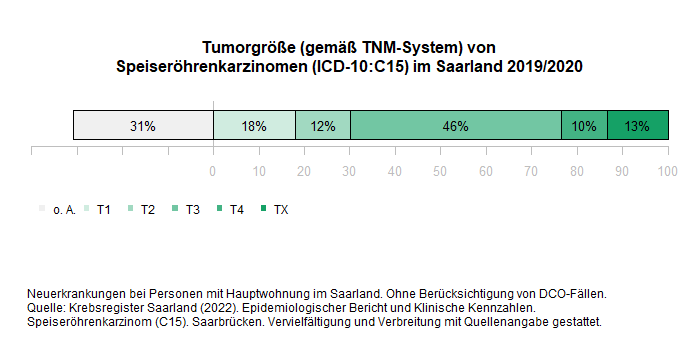 Tumorgröße (gemäß TNM-System) von
Speiseröhrenkarzinomen (ICD-10:C15) im Saarland 2019/2020
31% 18% 12% 46% 10% 13%
0 10 20 30 40 50 60 70 80 90 100
o. A. T1 T2 T3 T4 TX
Neuerkrankungen bei Personen mit Hauptwohnung im Saarland. Ohne Berücksichtigung von DCO-Fällen.
Quelle: Krebsregister Saarland (2022). Epidemiologischer Bericht und Klinische Kennzahlen.
Speiseröhrenkarzinom (C15). Saarbrücken. Vervielfältigung und Verbreitung mit Quellenangabe gestattet.